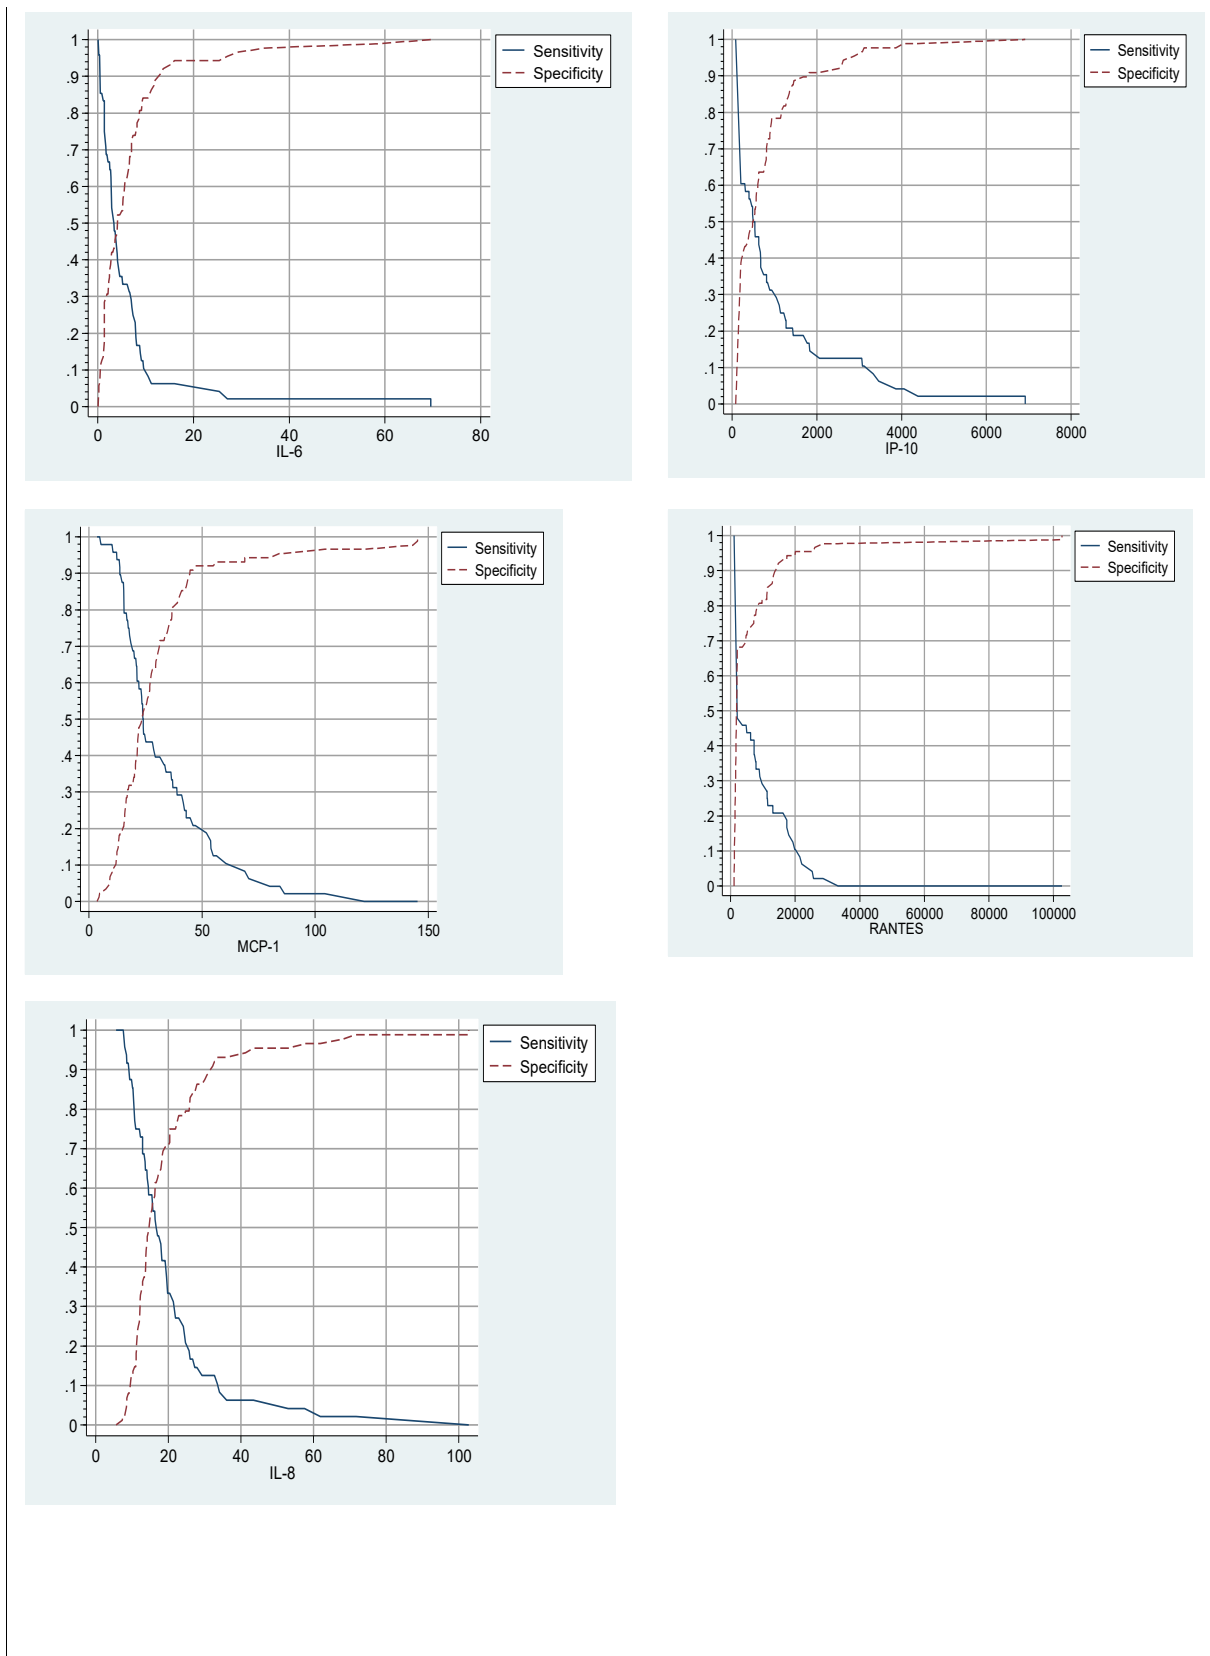 1
.9
.8
.7
.6
.5
.4
.3
.2
.1
0
0 20 40 60 80
IL-6
Sensitivity
Specificity
1
.9
.8
.7
.6
.5
.4
.3
.2
.1
0
0 2000 4000 6000 8000
IP-10
Sensitivity
Specificity
1
.9
.8
.7
.6
.5
.4
.3
.2
.1
0
0 50 100 150
MCP-1
Sensitivity
Specificity
1
.9
.8
.7
.6
.5
.4
.3
.2
.1
0
0 20000 40000 60000 80000 100000
RANTES
Sensitivity
Specificity
1
.9
.8
.7
.6
.5
.4
.3
.2
.1
0
0 20 40 60 80 100
IL-8
Sensitivity
Specificity